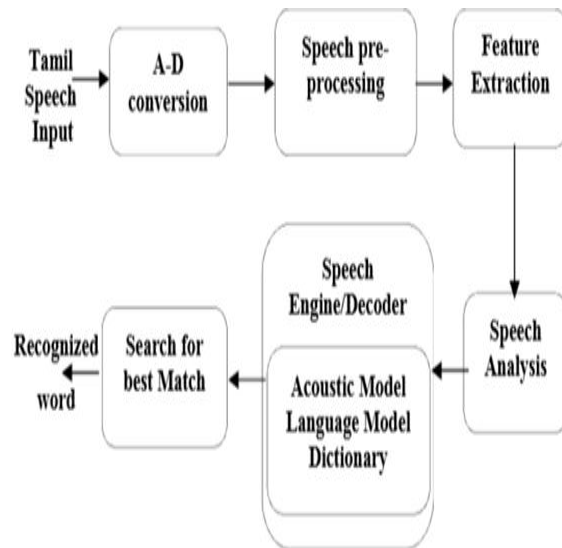 Tamil
Speech
Input
A-D
conversion
Speech pre-
processing
Feature
Extraction
Speech
Analysis
Speech
Engine/Decoder
Acoustic Model
Language Model
Dictionary
Search for
best Match
Recognized
word